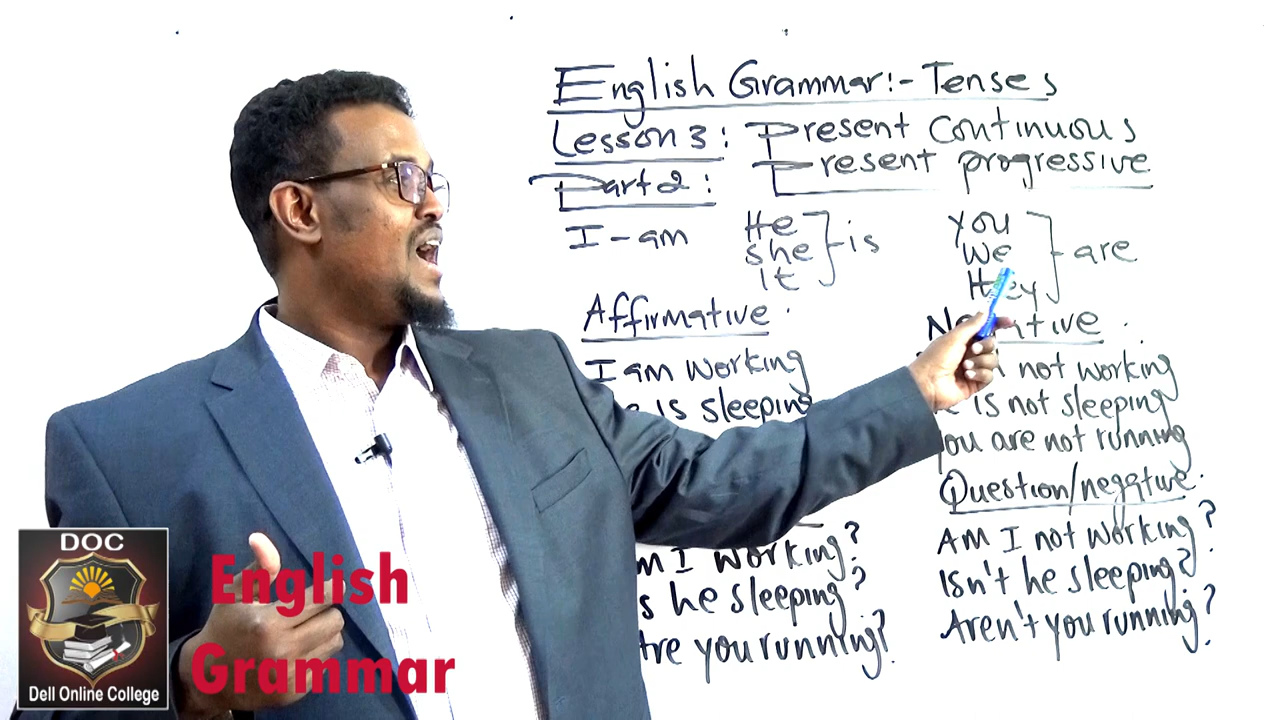 English Grammar:- Tenses
Lesson 3: Present Continuous
Part 2: Present progressive
I-am
He
she
It
is
You
We
They
are
Affirmative
I am working
is sleeping
I working?
he sleeping?
Are you running?
Negative
not working
is not sleeping
you are not running
Question/negative
Am I not working?
Isn't he sleeping?
Aren't you running?
DOC
Dell Online College
English
Grammar